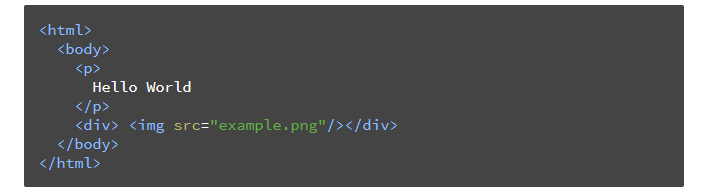 <html>
  <body>
    <p>
      Hello World
    </p>
    <div> <img src="example.png"/></div>
  </body>
</html>